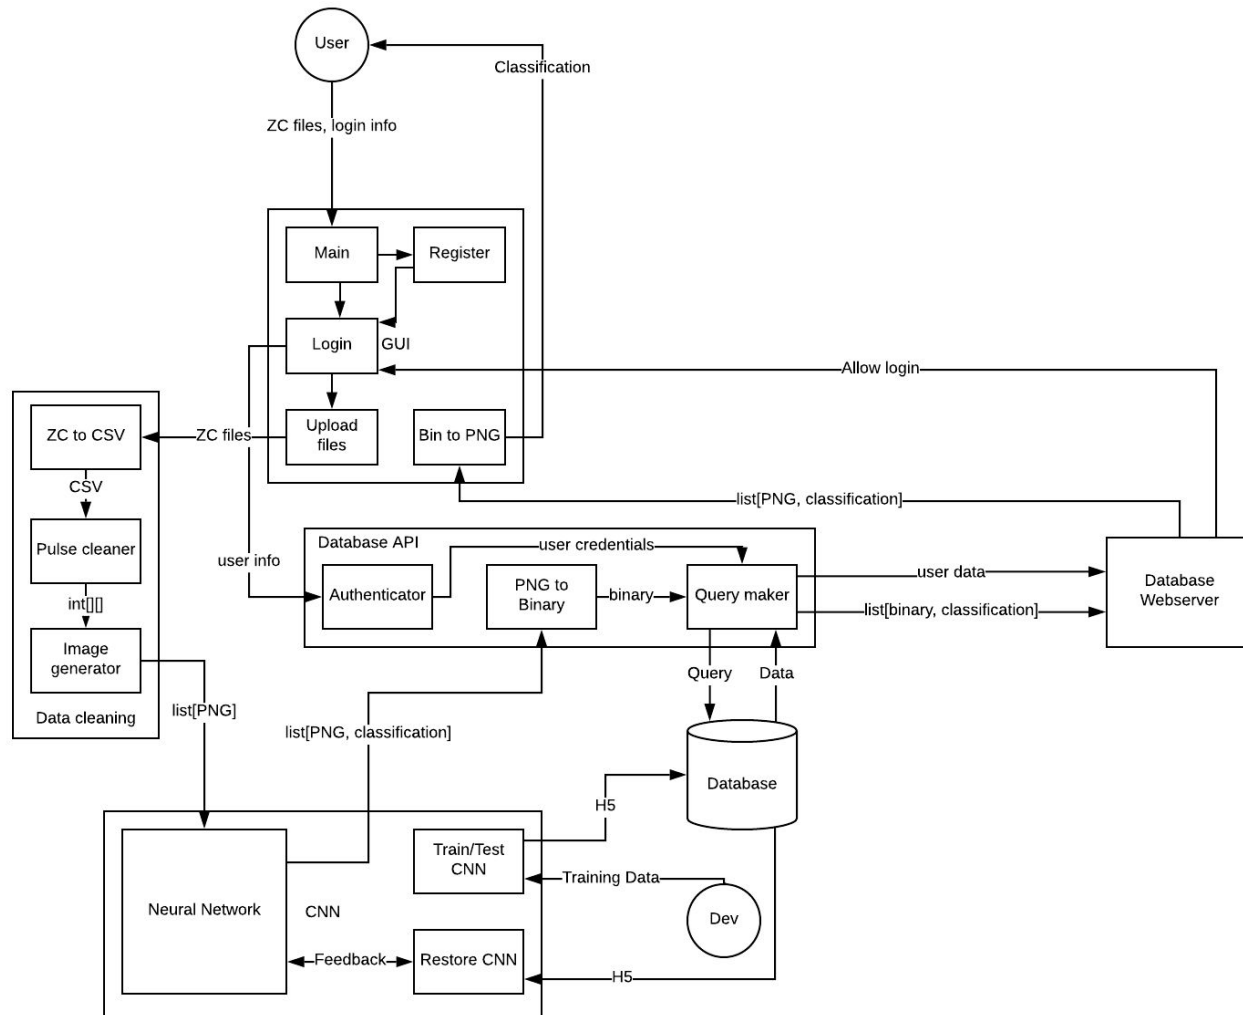 User
Classification
ZC files, login info
Main
Register
Login
GUI
Allow login
ZC to CSV
ZC files
Upload
files
Bin to PNG
CSV
list[PNG, classification]
Pulse cleaner
user info
Database API
user credentials
Authenticator
PNG to
Binary
binary
Query maker
user data
list[binary, classification]
Database
Webserver
int[][]
Image
generator
Data cleaning
list[PNG]
list[PNG, classification]
Query
Data
Database
H5
Train/Test
CNN
Training Data
Dev
Neural Network
CNN
Feedback
Restore CNN
H5